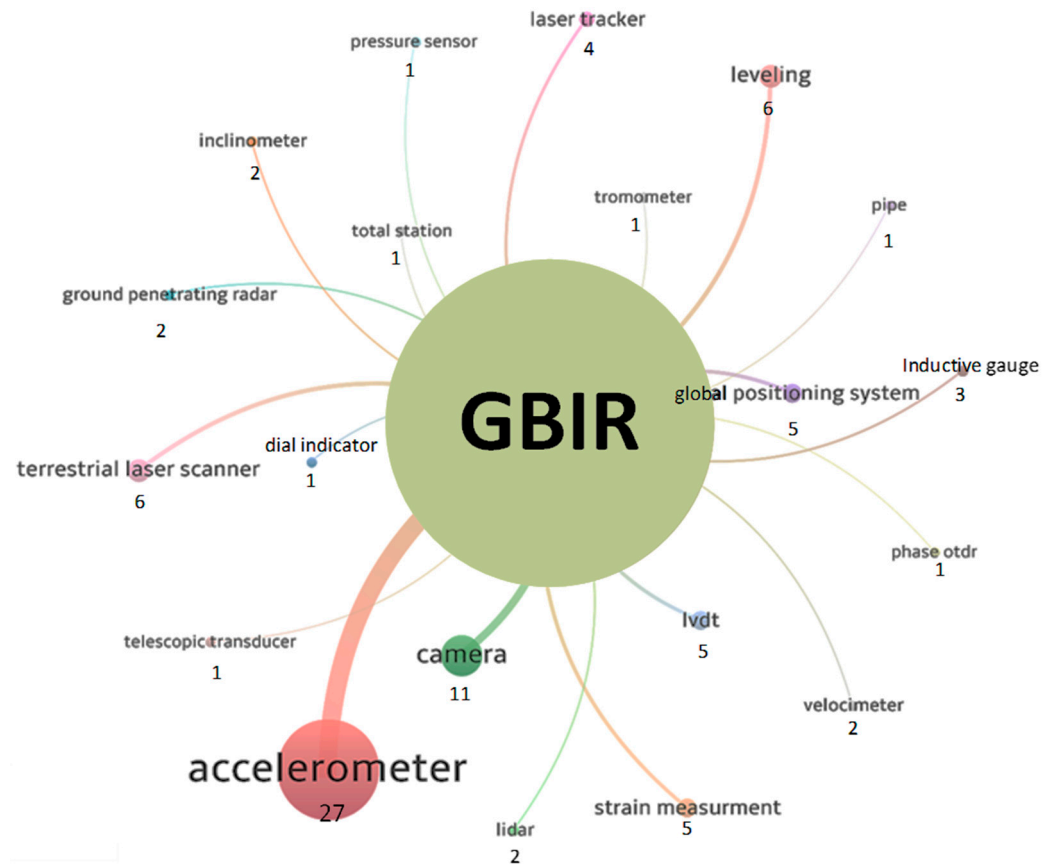 laser tracker
4
pressure sensor
1
leveling
6
inclinometer
2
tromometer
1
pipe
1
total station
1
ground penetrating radar
2
GBIR
Inductive gauge
3
global positioning system
5
dial indicator
1
terrestrial laser scanner
6
phase otdr
1
telescopic transducer
1
camera
11
lvdt
5
velocimeter
2
accelerometer
27
strain measurment
5
lidar
2